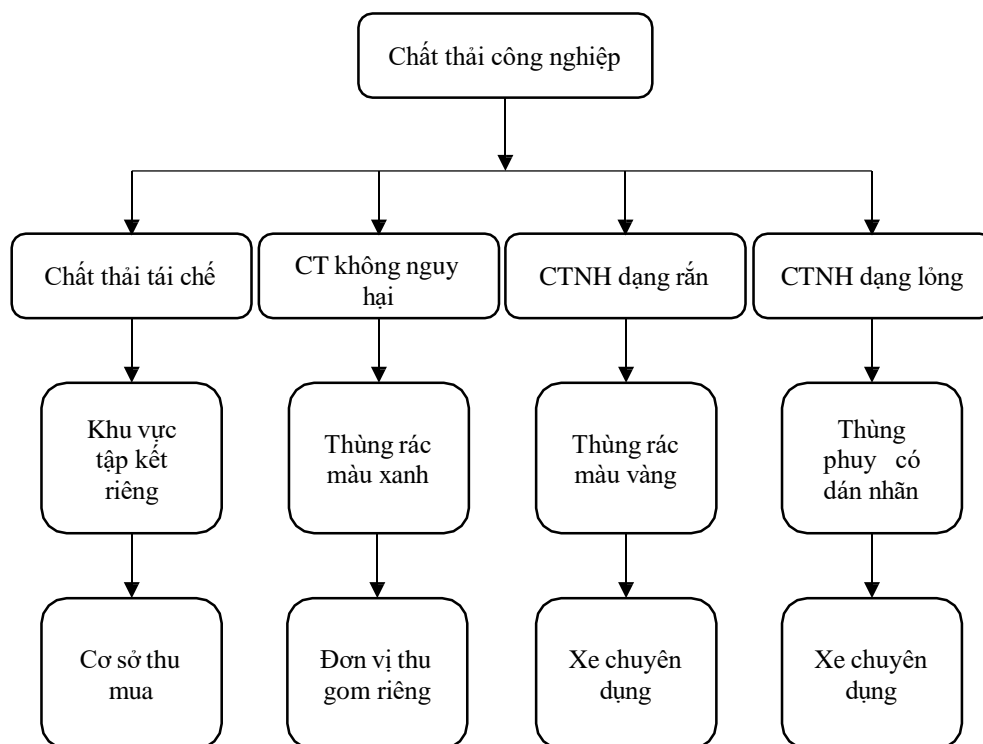 Chất thải công nghiệp
Chất thải tái chế
CT không nguy
hại
CTNH dạng rắn
CTNH dạng lỏng
Khu vực
tập kết
riêng
Thùng rác
màu xanh
Thùng rác
màu vàng
Thùng
phuy có
dán nhãn
Cơ sở thu
mua
Đơn vị thu
gom riêng
Xe chuyên
dụng
Xe chuyên
dụng